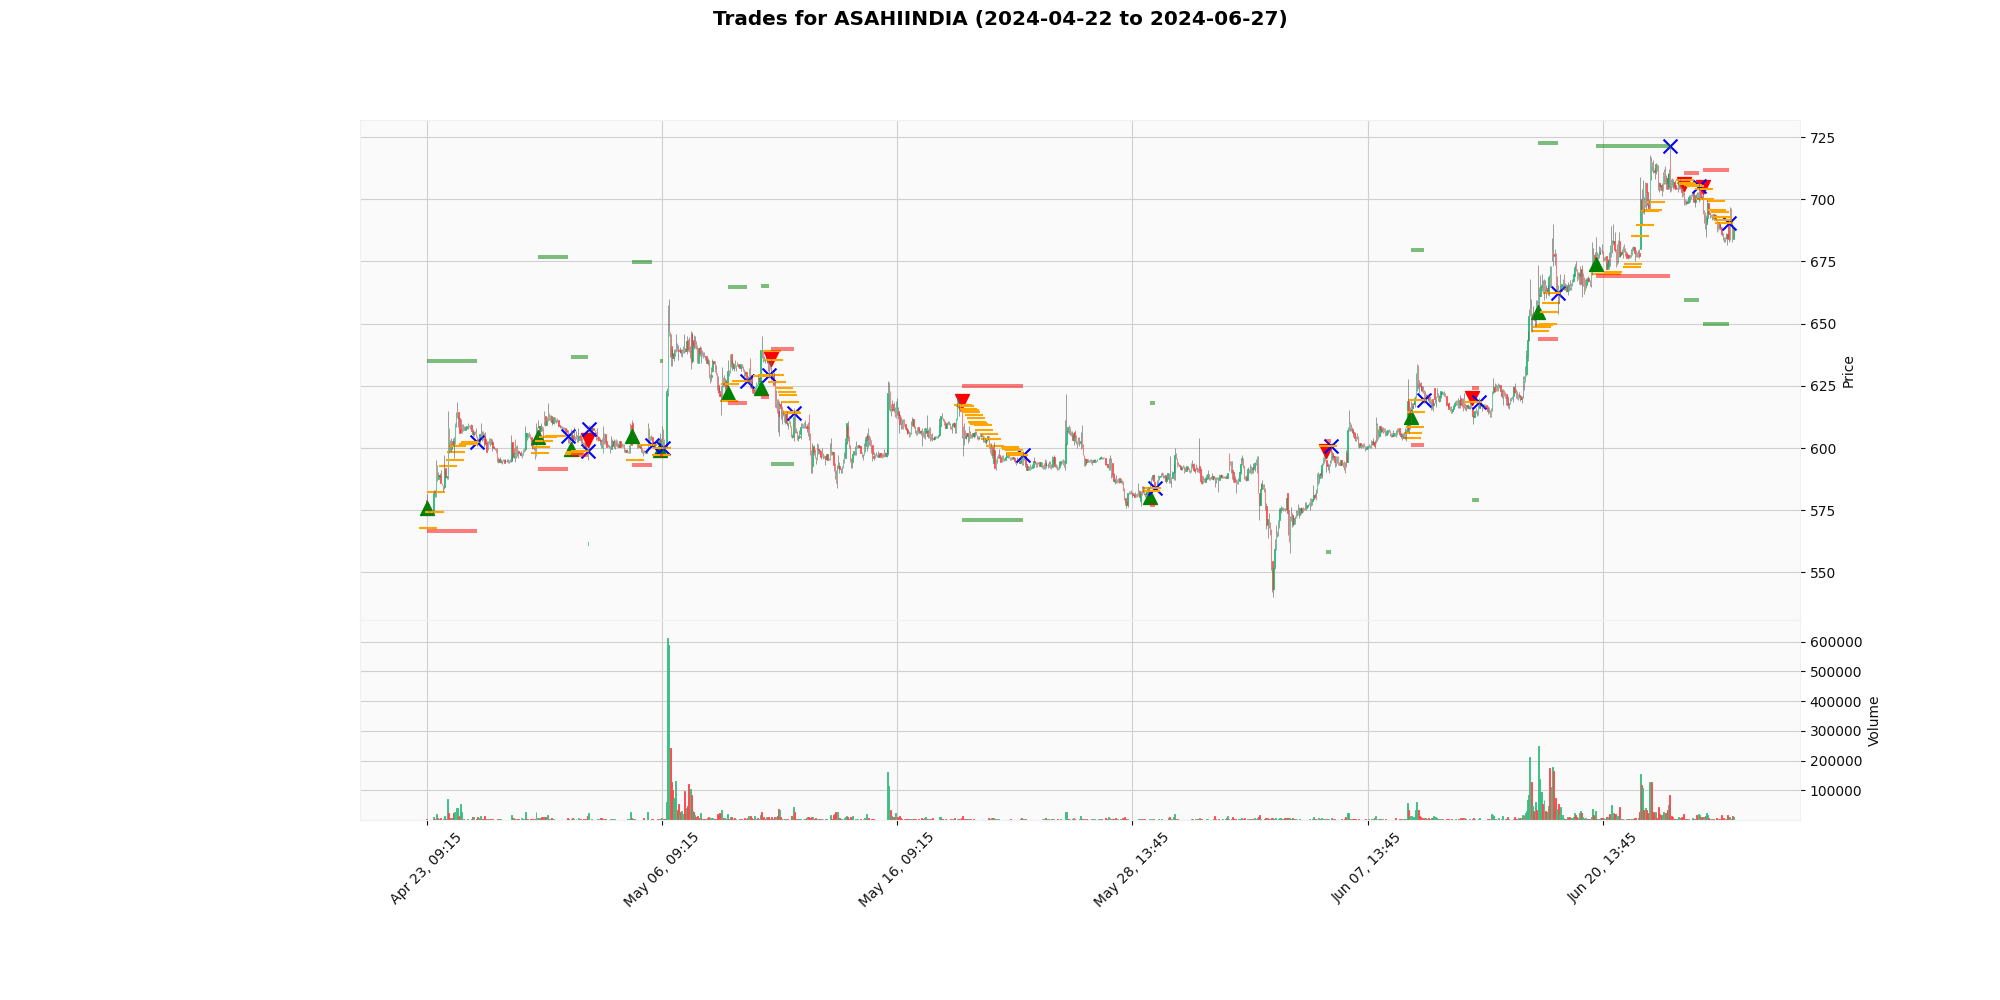 Trades for ASAHIINDIA (2024-04-22 to 2024-06-27)
725
700
675
650
625
600
575
550
Price
600000
500000
400000
300000
200000
100000
Volume
Apr 23, 09:15
May 06, 09:15
May 16, 09:15
May 28, 13:45
Jun 07, 13:45
Jun 20, 13:45